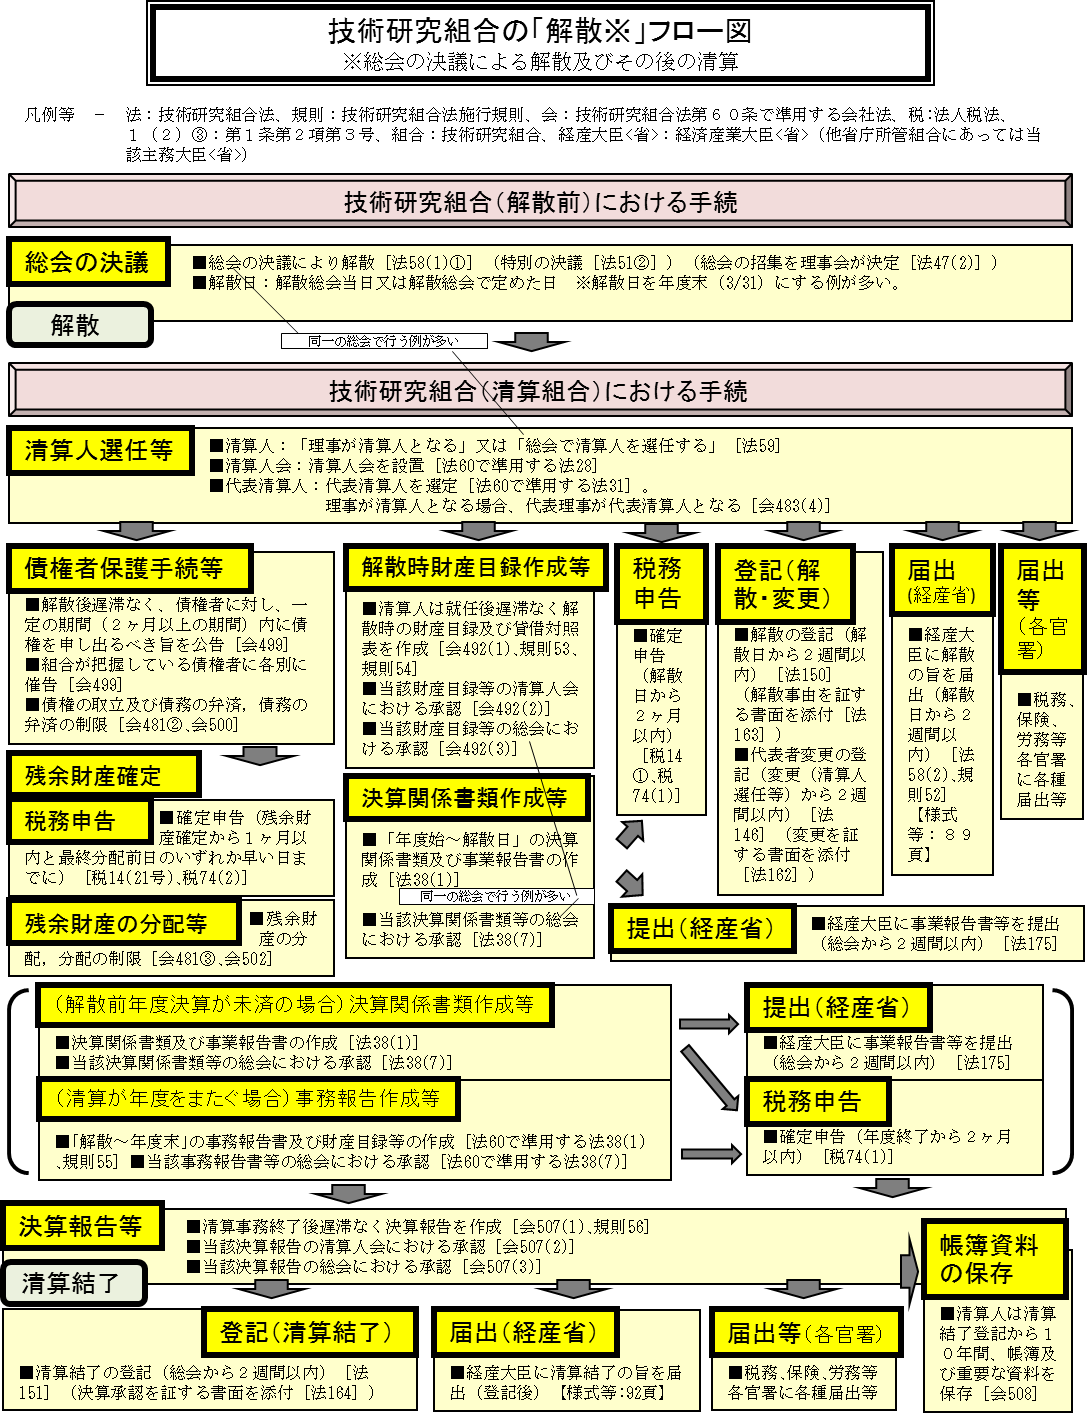 技術研究組合の「解散※」フロー図
※総会の決議による解散及びその後の清算
凡例等　－　法：技術研究組合法、規則：技術研究組合法施行規則、会：技術研究組合法第６０条で準用する会社法、税:法人税法、
１（２）③：第１条第２項第３号、組合：技術研究組合、経産大臣<省>：経済産業大臣<省>（他省庁所管組合にあっては当
該主務大臣<省>）
技術研究組合（解散前）における手続
総会の決議
■総会の決議により解散［法58(1)①］（特別の決議［法51②］）（総会の招集を理事会が決定［法47(2)］）
■解散日：解散総会当日又は解散総会で定めた日　※解散日を年度末（3/31）にする例が多い。
解散
同一の総会で行う例が多い
技術研究組合（清算組合）における手続
清算人選任等
■清算人：「理事が清算人となる」又は「総会で清算人を選任する」［法59］
■清算人会：清算人会を設置［法60で準用する法28］
■代表清算人：代表清算人を選定［法60で準用する法31］。
理事が清算人となる場合、代表理事が代表清算人となる［会483(4)］
債権者保護手続等
■解散後遅滞なく、債権者に対し、一
定の期間（２ヶ月以上の期間）内に債
権を申し出るべき旨を公告［会499］
■組合が把握している債権者に各別に
催告［会499］
■債権の取立及び債務の弁済，債務の
弁済の制限［会481②、会500］
残余財産確定
税務申告
■確定申告（残余財
産確定から１ヶ月以
内と最終分配前日のいずれか早い日ま
でに）［税14(21号)、税74(2)］
残余財産の分配等
■残余財
産の分
配，分配の制限［会481③、会502］
解散時財産目録作成等
■清算人は就任後遅滞なく解
散時の財産目録及び貸借対照
表を作成［会492(1)、規則53、
規則54］
■当該財産目録等の清算人会
における承認［会492(2)］
■当該財産目録等の総会にお
ける承認［会492(3)］
決算関係書類作成等
■「年度始～解散日」の決算
関係書類及び事業報告書の作
成［法38(1)］
同一の総会で行う例が多い
■当該決算関係書類等の総会
における承認［法38(7)］
税務
申告
■確定
申告
（解散
日から
２ヶ月
以内）
［税14
①、税
74(1)］
登記（解
散・変更）
■解散の登記（解
散日から２週間以
内）［法150］
（解散事由を証す
る書面を添付［法
163］）
■代表者変更の登
記（変更（清算人
選任等）から２週
間以内）［法
146］（変更を証
する書面を添付
［法162］）
届出
(経産省)
■経産大
臣に解散
の旨を届
出（解散
日から２
週間以
内）［法
58(2)、規
則52］
【様式
等：８９
頁】
届出
等
（各官
署）
■税務、
保険、
労務等
各官署
に各種
届出等
提出（経産省）
■経産大臣に事業報告書等を提出
（総会から２週間以内）［法175］
（解散前年度決算が未済の場合）決算関係書類作成等
■決算関係書類及び事業報告書の作成［法38(1)］
■当該決算関係書類等の総会における承認［法38(7)］
（清算が年度をまたぐ場合）事務報告作成等
■「解散～年度末」の事務報告書及び財産目録等の作成［法60で準用する法38(1)
、規則55］■当該事務報告書等の総会における承認［法60で準用する法38(7)］
提出（経産省）
■経産大臣に事業報告書等を提出
（総会から２週間以内）［法175］
税務申告
■確定申告（年度終了から２ヶ月
以内）［税74(1)］
決算報告等
■清算事務終了後遅滞なく決算報告を作成［会507(1)、規則56］
■当該決算報告の清算人会における承認［会507(2)］
■当該決算報告の総会における承認［会507(3)］
清算結了
登記（清算結了）
■清算結了の登記（総会から２週間以内）［法
151］（決算承認を証する書面を添付［法164］）
届出（経産省）
■経産大臣に清算結了の旨を届
出（登記後）【様式等:92頁】
届出等（各官署）
■税務、保険、労務等
各官署に各種届出等
帳簿資料
の保存
■清算人は清算
結了登記から１
０年間、帳簿及
び重要な資料を
保存［会508］